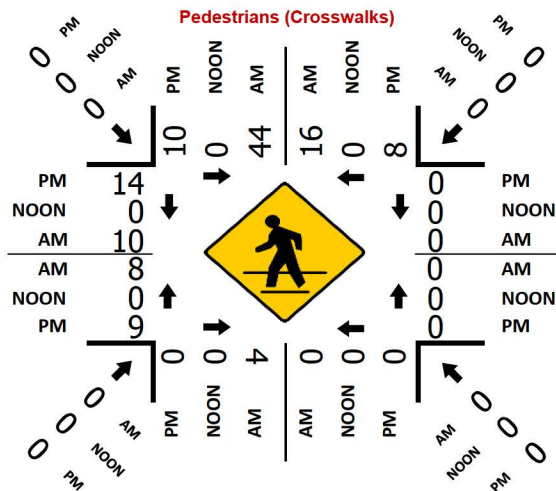 Pedestrians (Crosswalks)
0 PM
0 NOON
0 AM
PM NOON AM AM NOON PM
10 0 44 16 0 8
PM 0
NOON 0
AM 0
PM 14 0 PM
NOON 0 0 NOON
AM 10 0 AM
AM 8 0 AM
NOON 0 0 NOON
PM 9 0 PM
0 0 4 0 0 0
PM NOON AM AM NOON PM
0 AM
0 NOON
0 PM
AM 0
NOON 0
PM 0